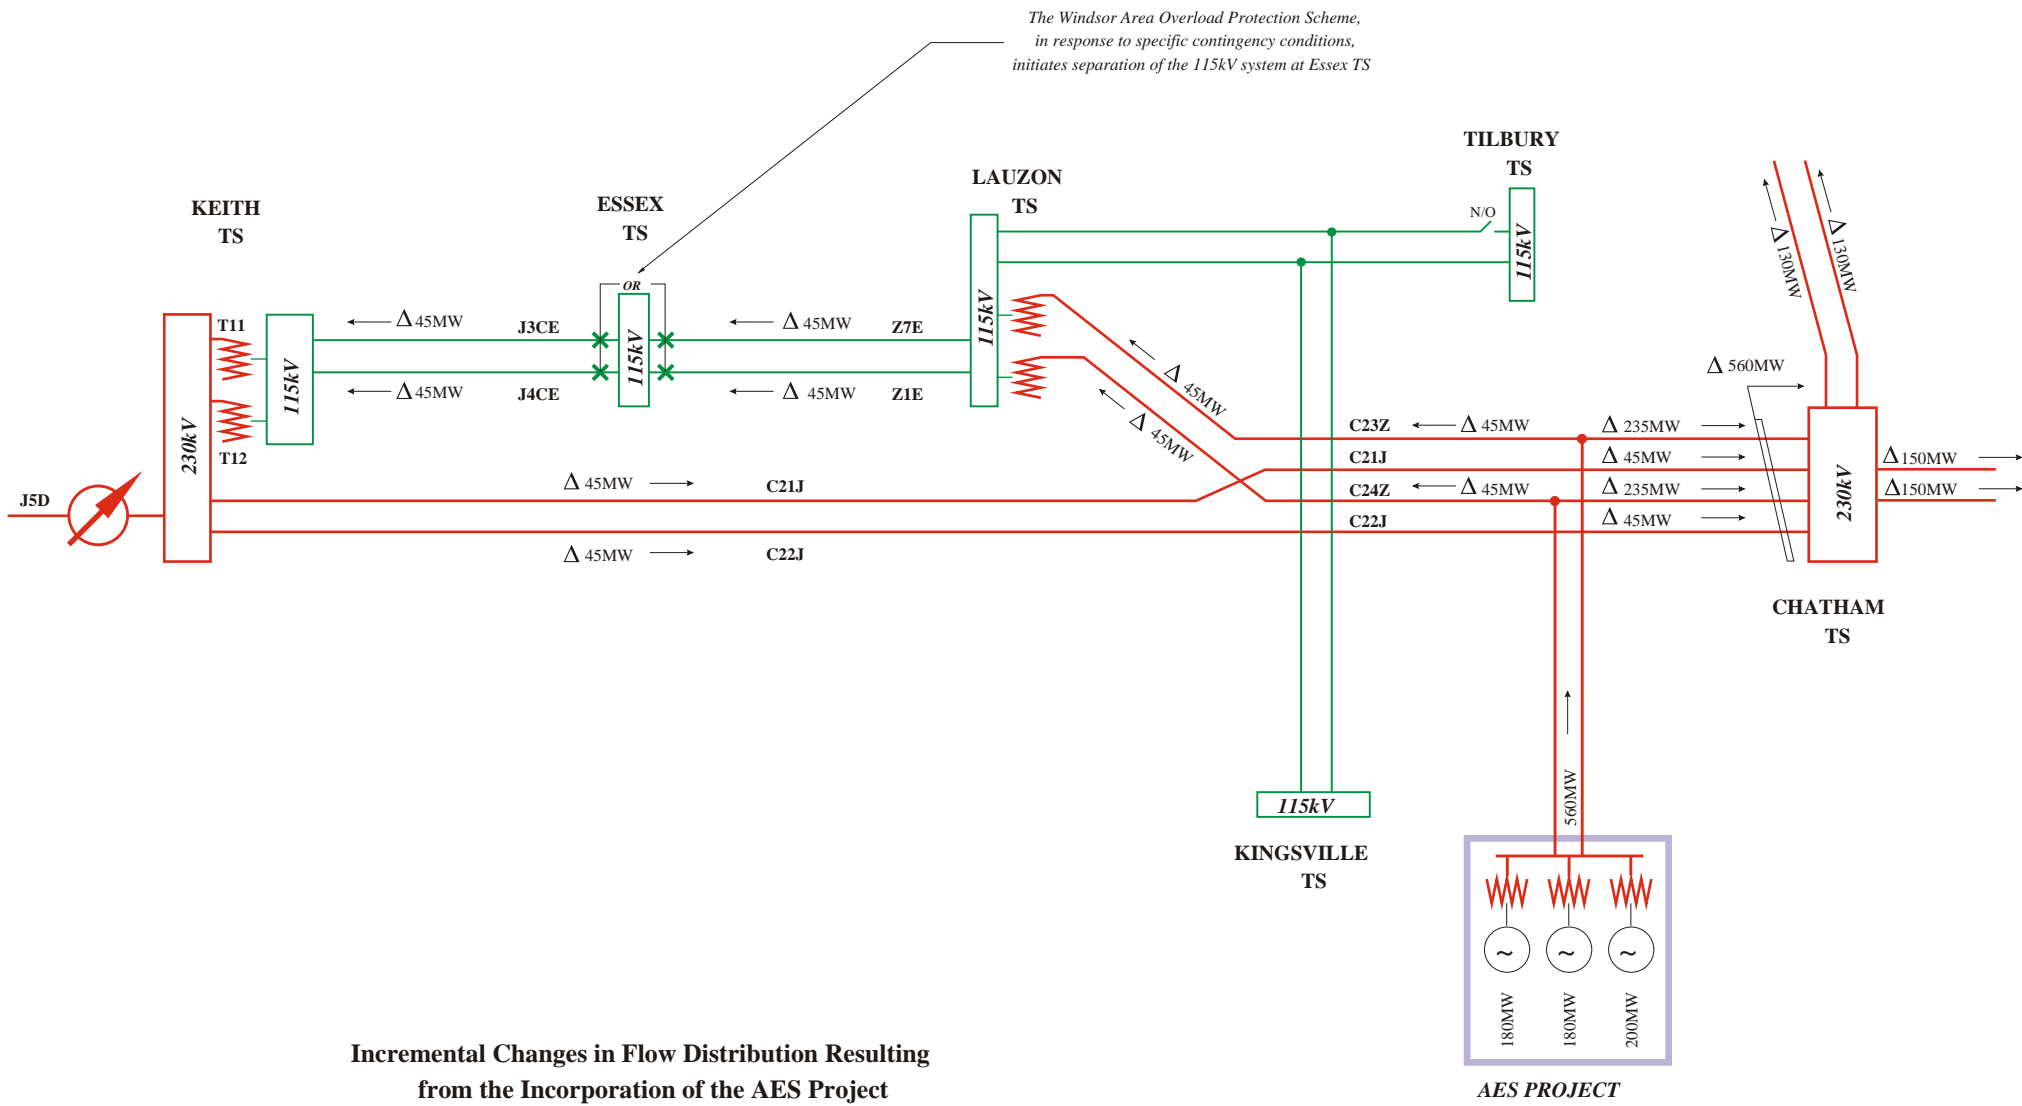 The Windsor Area Overload Protection Scheme,
in response to specific contingency conditions,
initiates separation of the 115kV system at Essex TS
TILBURY
TS
LAUZON
TS
KEITH
TS
ESSEX
TS
N/O
115kV
Δ 130MW
Δ 130MW
OR
T11
Δ 45MW
J3CE
Δ 45MW
Z7E
115kV
115kV
115kV
Δ 45MW
J4CE
Δ 45MW
Z1E
230kV
T12
Δ 45MW
Δ 45MW
Δ 560MW
C23Z
Δ 45MW
Δ 235MW
C21J
Δ 45MW
Δ 150MW
C24Z
Δ 45MW
Δ 235MW
Δ 150MW
C22J
Δ 45MW
230kV
J5D
Δ 45MW
C21J
Δ 45MW
C22J
CHATHAM
TS
560MW
115kV
KINGSVILLE
TS
~
~
~
180MW
180MW
200MW
AES PROJECT
Incremental Changes in Flow Distribution Resulting
from the Incorporation of the AES Project